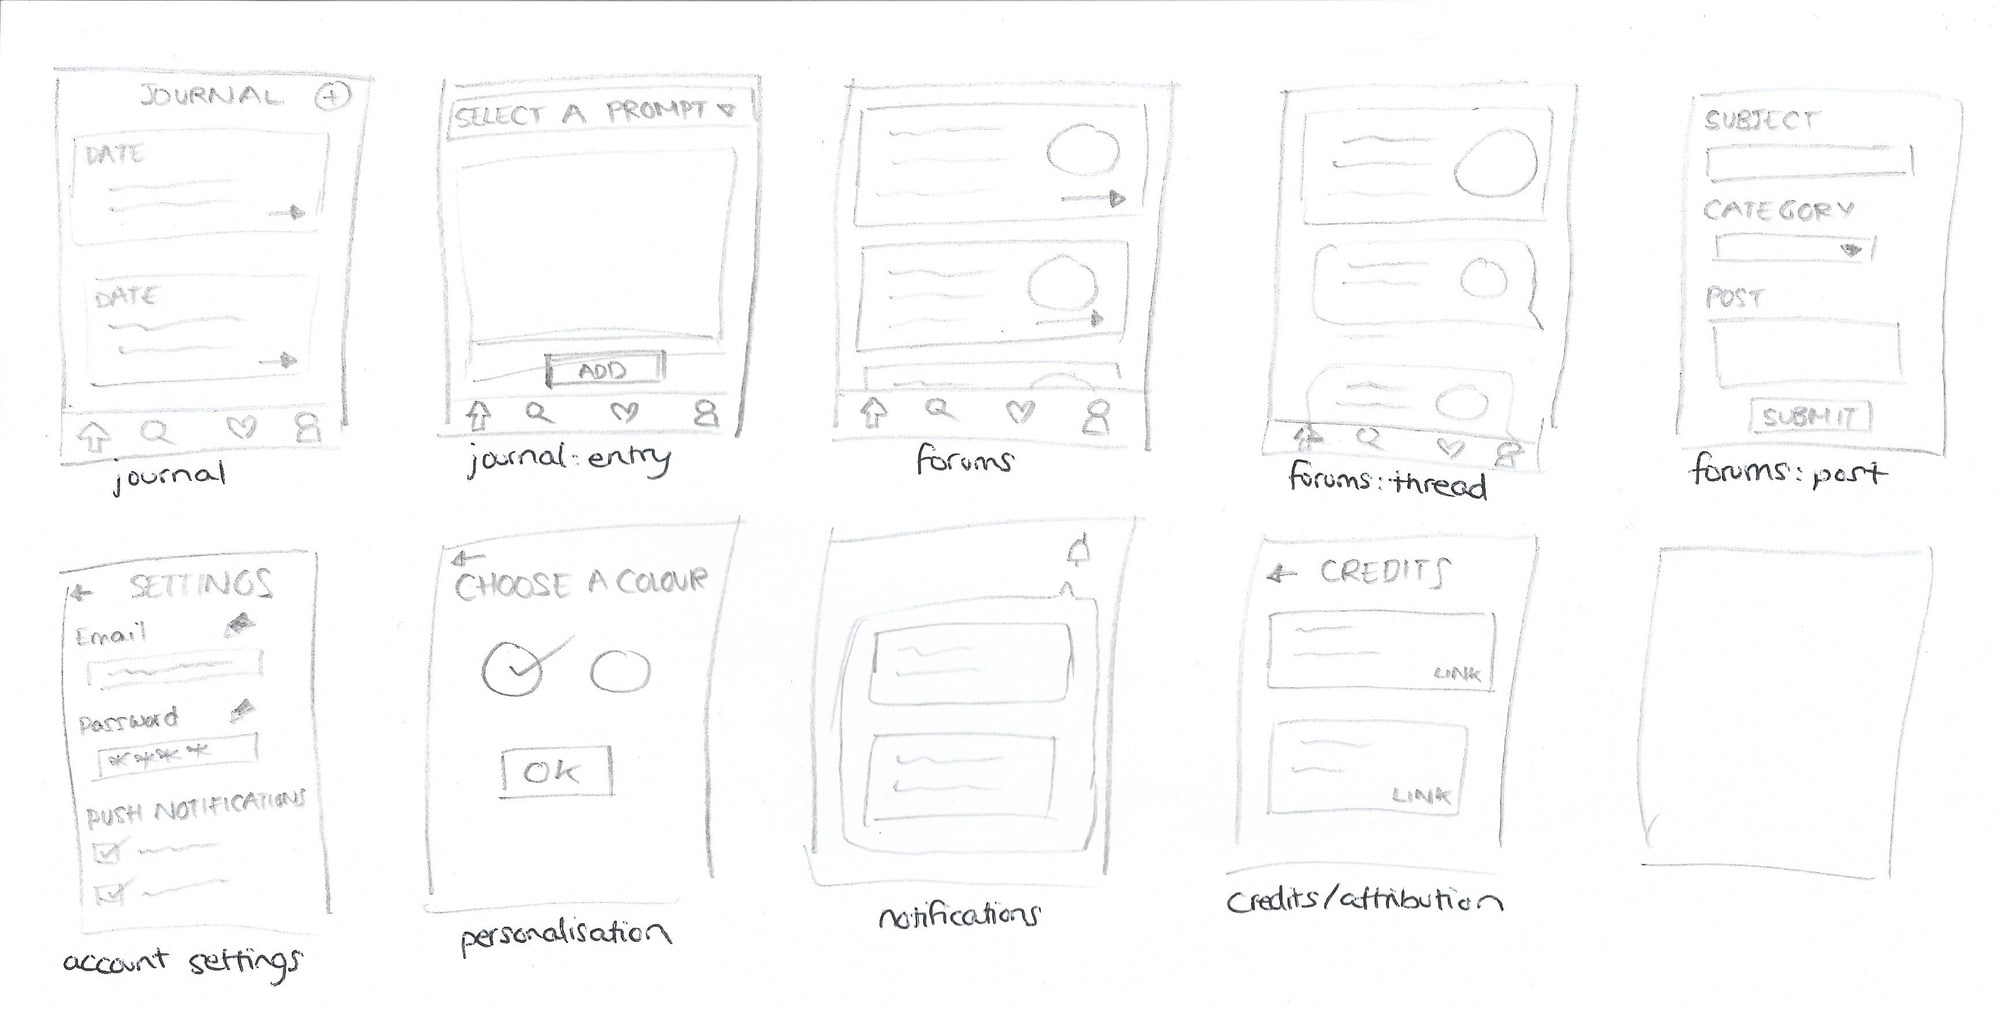 JOURNAL +
DATE
DATE
journal
SELECT A PROMPT
ADD
journal: entry
forums
forums: thread
SUBJECT
CATEGORY
POST
SUBMIT
forums: post
SETTINGS
Email
Password
****
PUSH NOTIFICATIONS
account settings
CHOOSE A COLOUR
OK
personalisation
notifications
CREDITS
LINK
LINK
credits/attribution